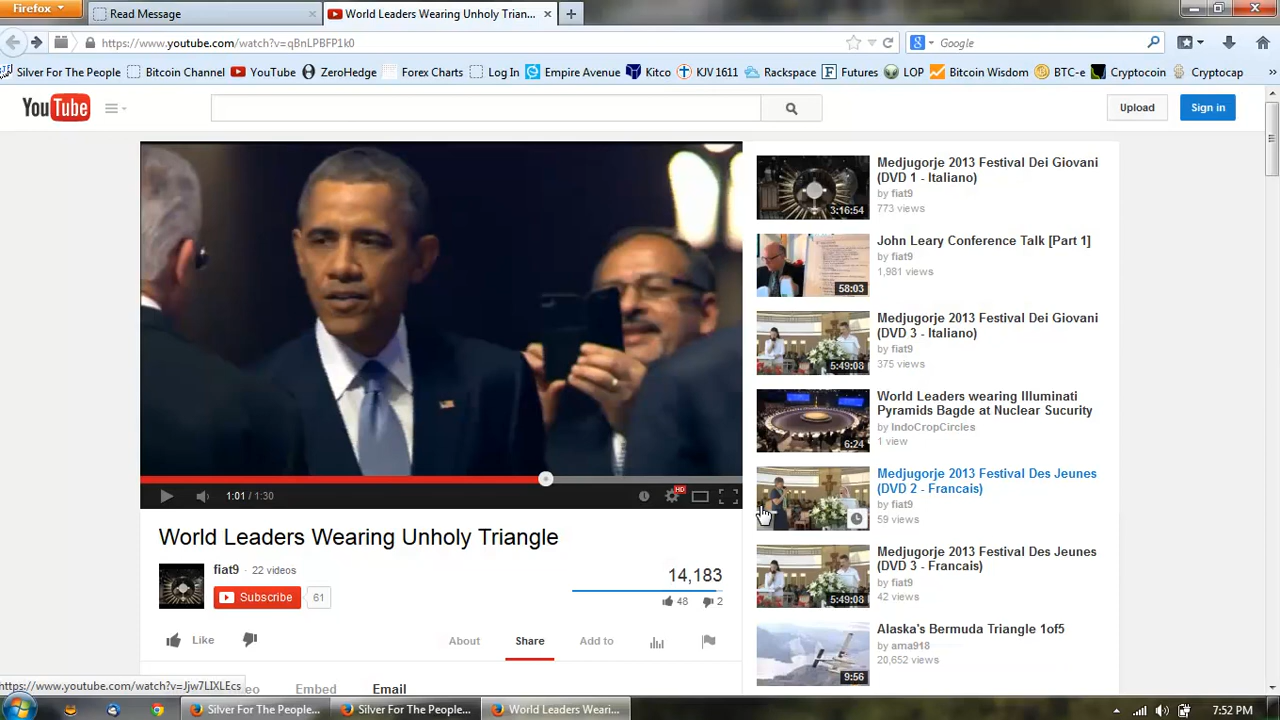 Firefox
Read Message
World Leaders Wearing Unholy Trian...
https://www.youtube.com/watch?v=qBnLPBFP1k0
Google
Silver For The People
Bitcoin Channel
YouTube
ZeroHedge
Forex Charts
Log In
Empire Avenue
Kitco
KJV 1611
Rackspace
Futures
LOP
Bitcoin Wisdom
BTC-e
Cryptocoin
Cryptocap
YouTube
Upload
Sign in
1:01 / 1:30
HD
World Leaders Wearing Unholy Triangle
fiat9 · 22 videos
Subscribe
61
14,183
48
2
Like
About
Share
Add to
Embed
Email
Medjugorje 2013 Festival Dei Giovani
(DVD 1 - Italiano)
by fiat9
773 views
3:16:54
John Leary Conference Talk [Part 1]
by fiat9
1,981 views
58:03
Medjugorje 2013 Festival Dei Giovani
(DVD 3 - Italiano)
by fiat9
375 views
5:49:08
World Leaders wearing Illuminati
Pyramids Bagde at Nuclear Sucurity
by IndoCropCircles
1 view
6:24
Medjugorje 2013 Festival Des Jeunes
(DVD 2 - Francais)
by fiat9
59 views
Medjugorje 2013 Festival Des Jeunes
(DVD 3 - Francais)
by fiat9
42 views
5:49:08
Alaska's Bermuda Triangle 1of5
by ama918
20,652 views
9:56
https://www.youtube.com/watch?v=Jjw7LIXLEcs
Silver For The People...
Silver For The People...
World Leaders Weari...
7:52 PM